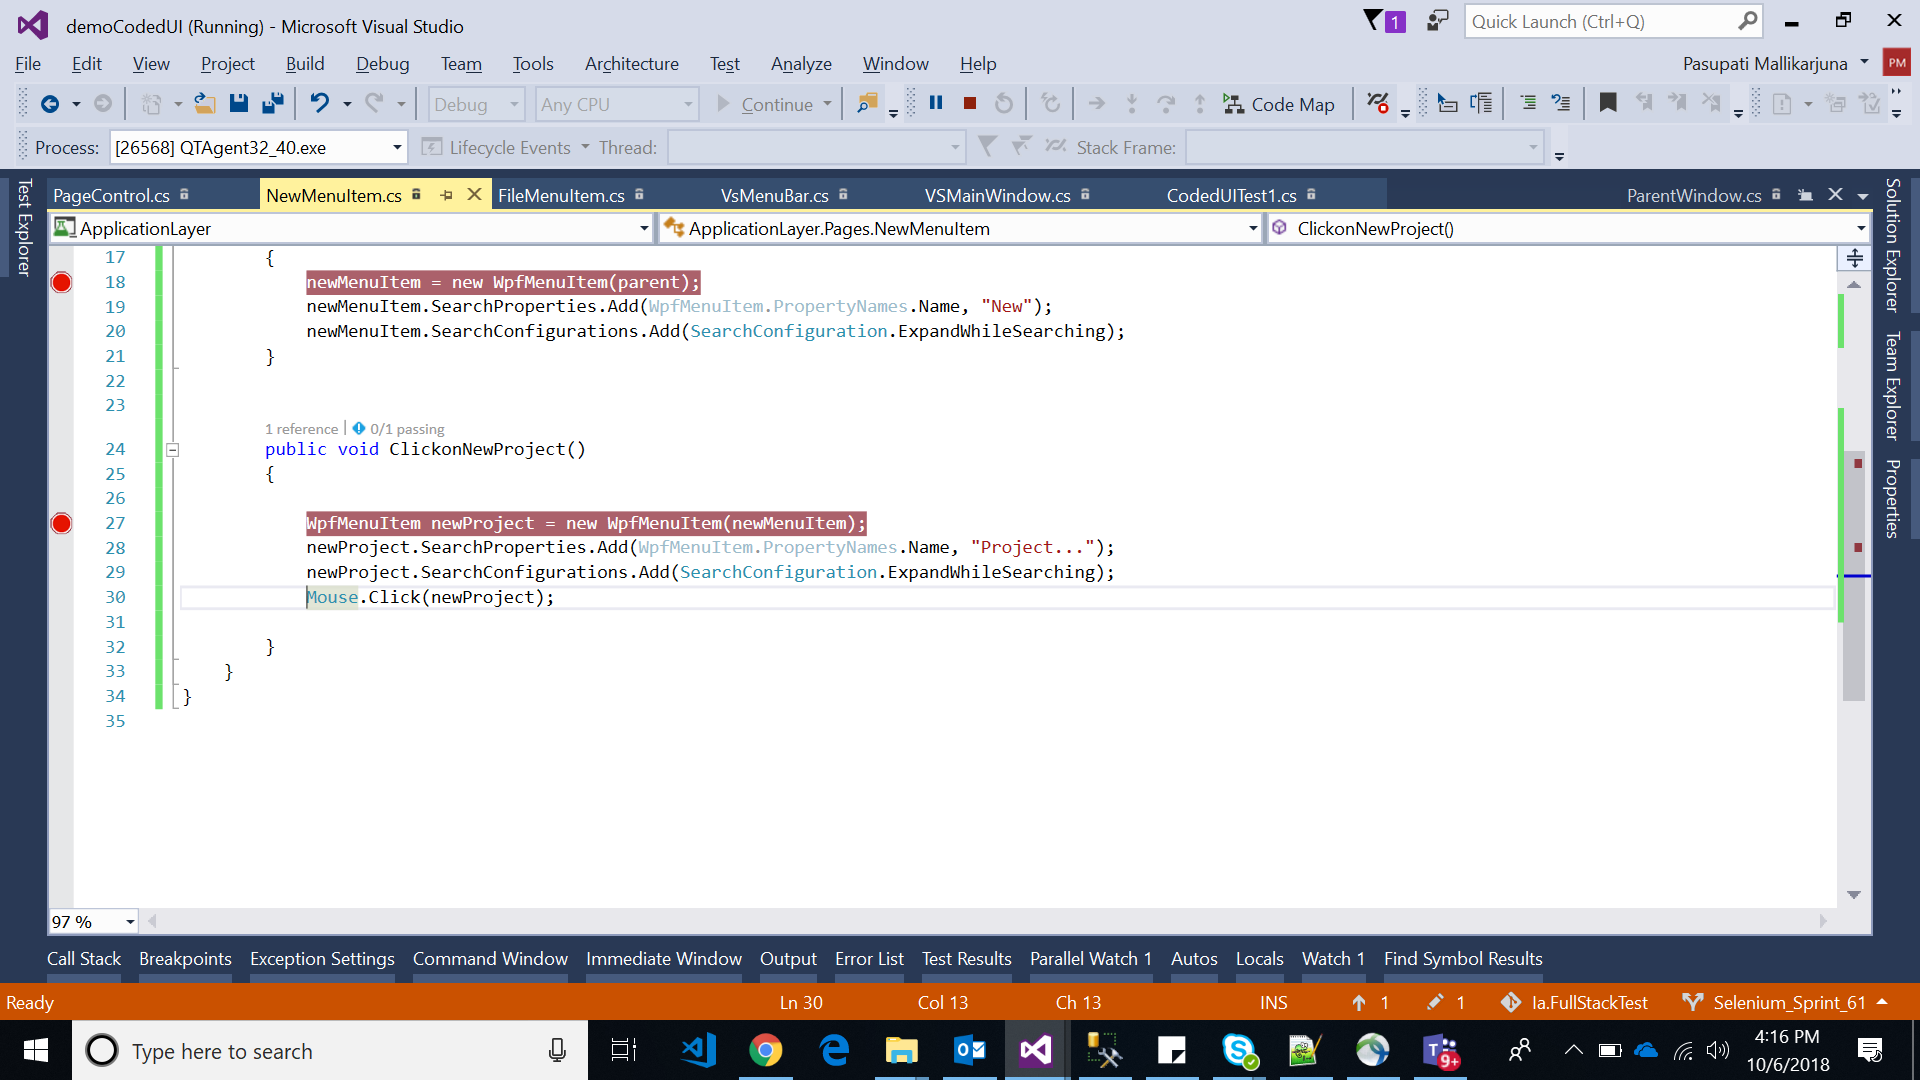 demoCodedUI (Running) - Microsoft Visual Studio
1
Quick Launch (Ctrl+Q)
File Edit View Project Build Debug Team Tools Architecture Test Analyze Window Help
Pasupati Mallikarjuna
PM
Debug
Any CPU
Continue
Code Map
Process: [26568] QTAgent32_40.exe
Lifecycle Events
Thread:
Stack Frame:
Test Explorer
PageControl.cs
NewMenuItem.cs
FileMenuItem.cs
VsMenuBar.cs
VSMainWindow.cs
CodedUITest1.cs
ParentWindow.cs
Solution Explorer
Team Explorer
Properties
ApplicationLayer
ApplicationLayer.Pages.NewMenuItem
ClickonNewProject()
17 {
18 newMenuItem = new WpfMenuItem(parent);
19 newMenuItem.SearchProperties.Add(WpfMenuItem.PropertyNames.Name, "New");
20 newMenuItem.SearchConfigurations.Add(SearchConfiguration.ExpandWhileSearching);
21 }
22
23
1 reference | 0/1 passing
24 public void ClickonNewProject()
25 {
26
27 WpfMenuItem newProject = new WpfMenuItem(newMenuItem);
28 newProject.SearchProperties.Add(WpfMenuItem.PropertyNames.Name, "Project...");
29 newProject.SearchConfigurations.Add(SearchConfiguration.ExpandWhileSearching);
30 Mouse.Click(newProject);
31
32 }
33 }
34 }
35
97 %
Call Stack Breakpoints Exception Settings Command Window Immediate Window Output Error List Test Results Parallel Watch 1 Autos Locals Watch 1 Find Symbol Results
Ready
Ln 30
Col 13
Ch 13
INS
1
1
Ia.FullStackTest
Selenium_Sprint_61
Type here to search
9+
4:16 PM
10/6/2018